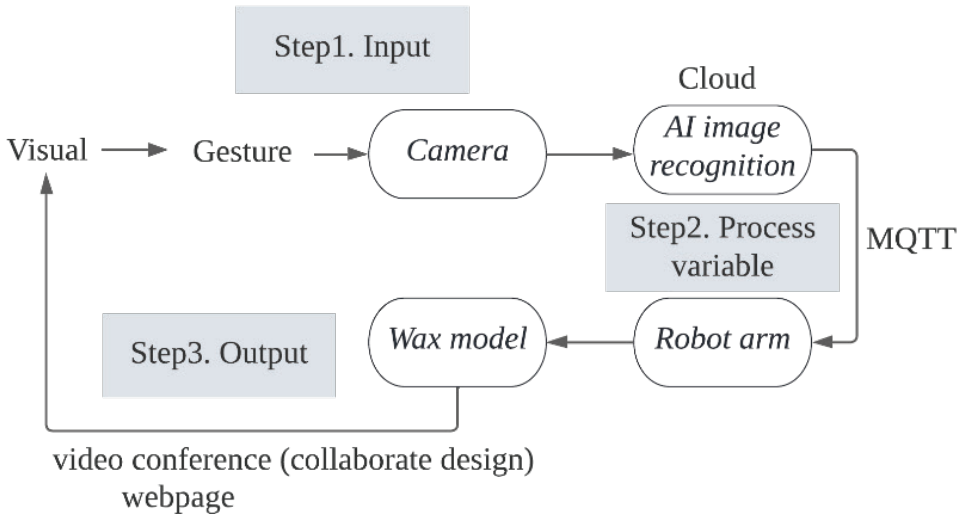 Step1. Input
Cloud
Visual
Gesture
Camera
AI image
recognition
Step2. Process
variable
MQTT
Step3. Output
Wax model
Robot arm
video conference (collaborate design)
webpage